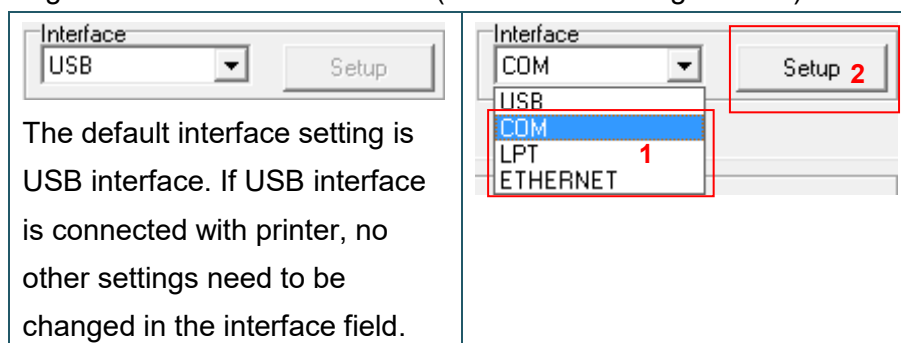 Interface
USB
Setup
The default interface setting is
USB interface. If USB interface
is connected with printer, no
other settings need to be
changed in the interface field.
Interface
COM
Setup 2
USB
COM
LPT 1
ETHERNET